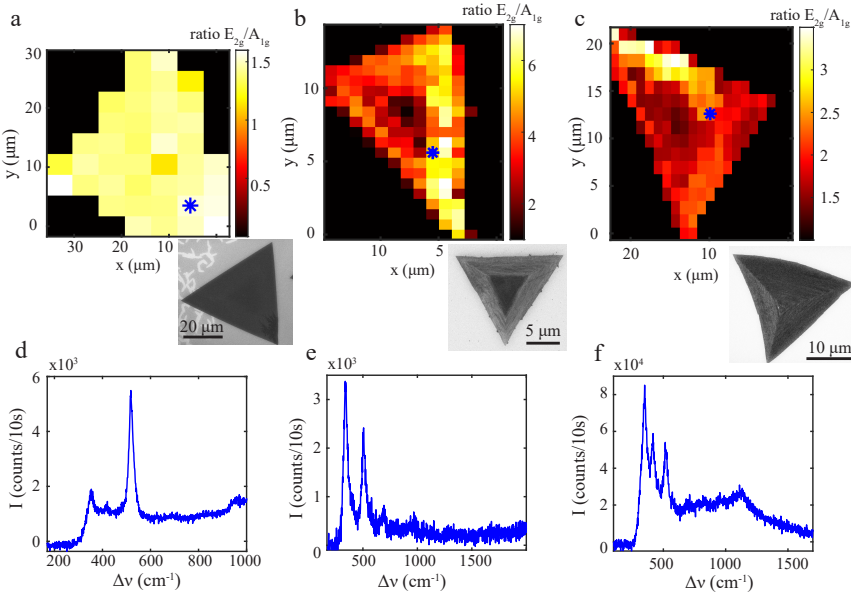 a
ratio E2g/A1g
30
20
10
0
y (μm)
30
20
10
x (μm)
1.5
1
0.5
20 μm
b
ratio E2g/A1g
10
5
0
y (μm)
10
5
x (μm)
6
4
2
5 μm
c
ratio E2g/A1g
20
15
10
5
0
y (μm)
20
10
x (μm)
3
2.5
2
1.5
10 μm
d
x10³
6
4
2
0
I (counts/10s)
200
400
600
800
1000
Δν (cm⁻¹)
e
x10³
3
2
1
0
I (counts/10s)
500
1000
1500
Δν (cm⁻¹)
f
x10⁴
8
6
4
2
0
I (counts/10s)
500
1000
1500
Δν (cm⁻¹)